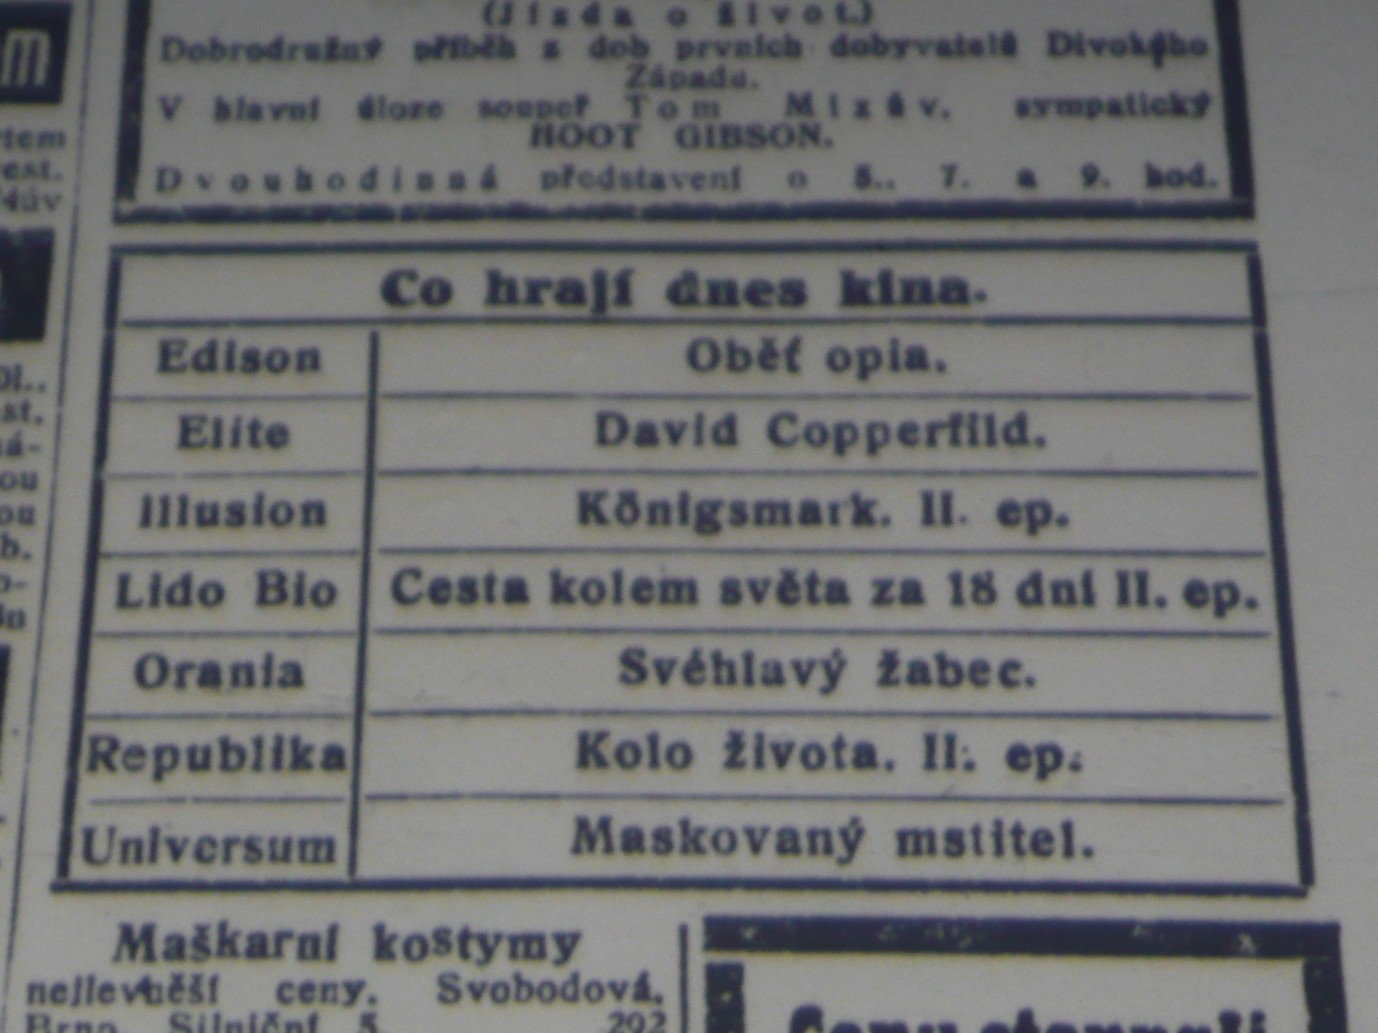 (Jízda o život.)
Dobrodružný příběh z dob prvních dobyvatelů Divokého
Západu.
V hlavní úloze soupeř Tom Mixův, sympatický
HOOT GIBSON.
Dvouhodinná představení o 5., 7. a 9. hod.
Co hrají dnes kina.
Edison Oběť opia.
Elite David Copperfild.
Illusion Königsmark. II. ep.
Lido Bio Cesta kolem světa za 18 dní II. ep.
Orania Svéhlavý žabec.
Republika Kolo života. II. ep.
Universum Maskovaný mstitel.
Maškarní kostymy
nejlevnější ceny. Svobodová,
Brno, Silniční 5. 292